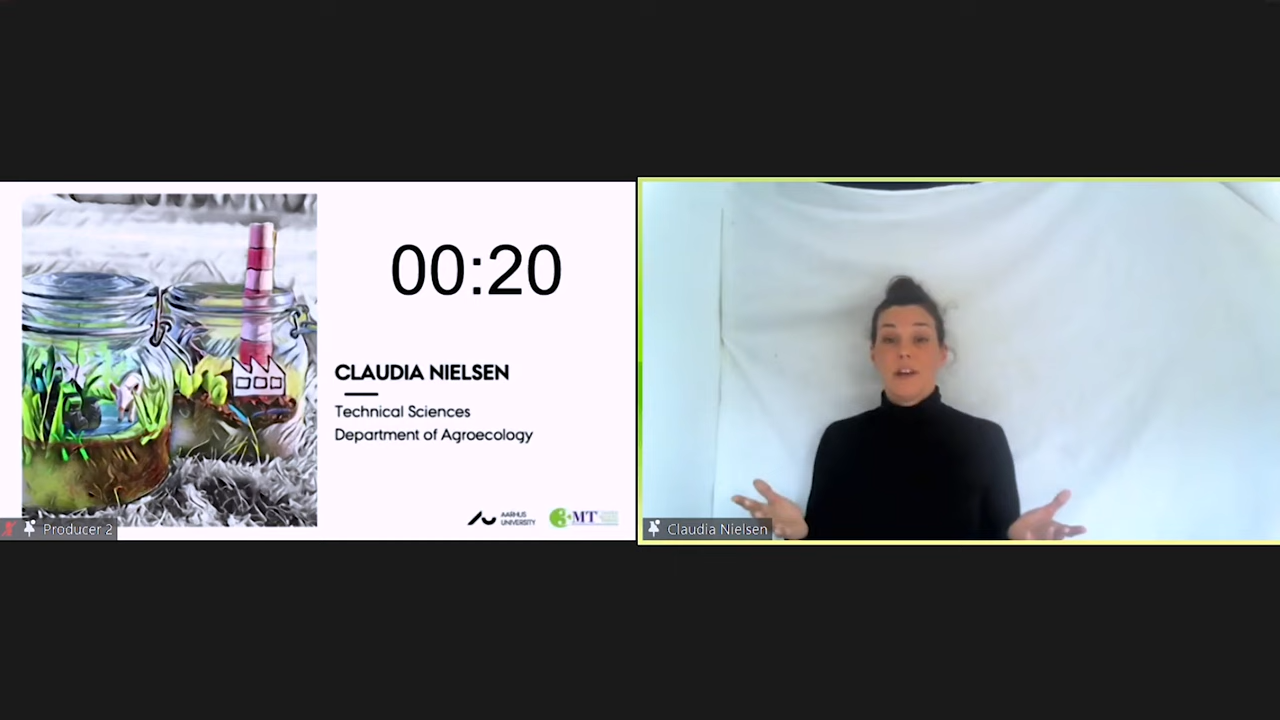 00:20
CLAUDIA NIELSEN
Technical Sciences
Department of Agroecology
AARHUS
UNIVERSITY
MT
Producer 2
Claudia Nielsen